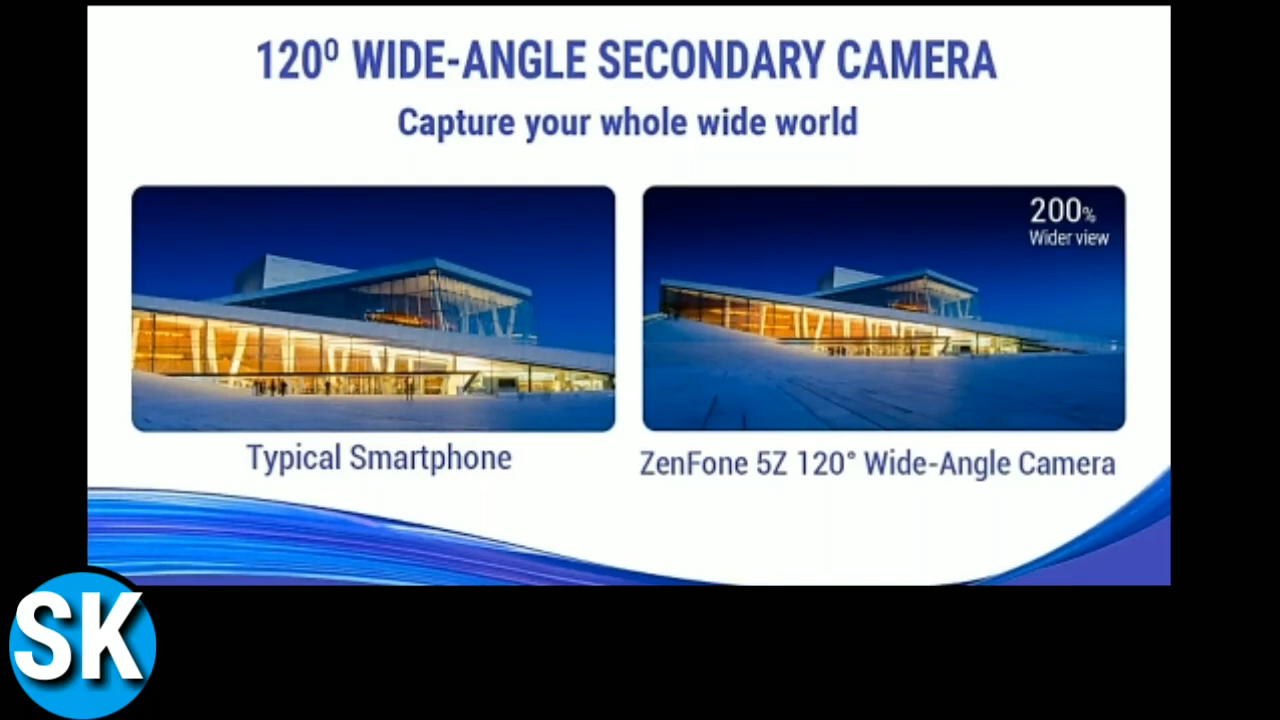 120⁰ WIDE-ANGLE SECONDARY CAMERA
Capture your whole wide world
200%
Wider view
Typical Smartphone
ZenFone 5Z 120° Wide-Angle Camera
SK